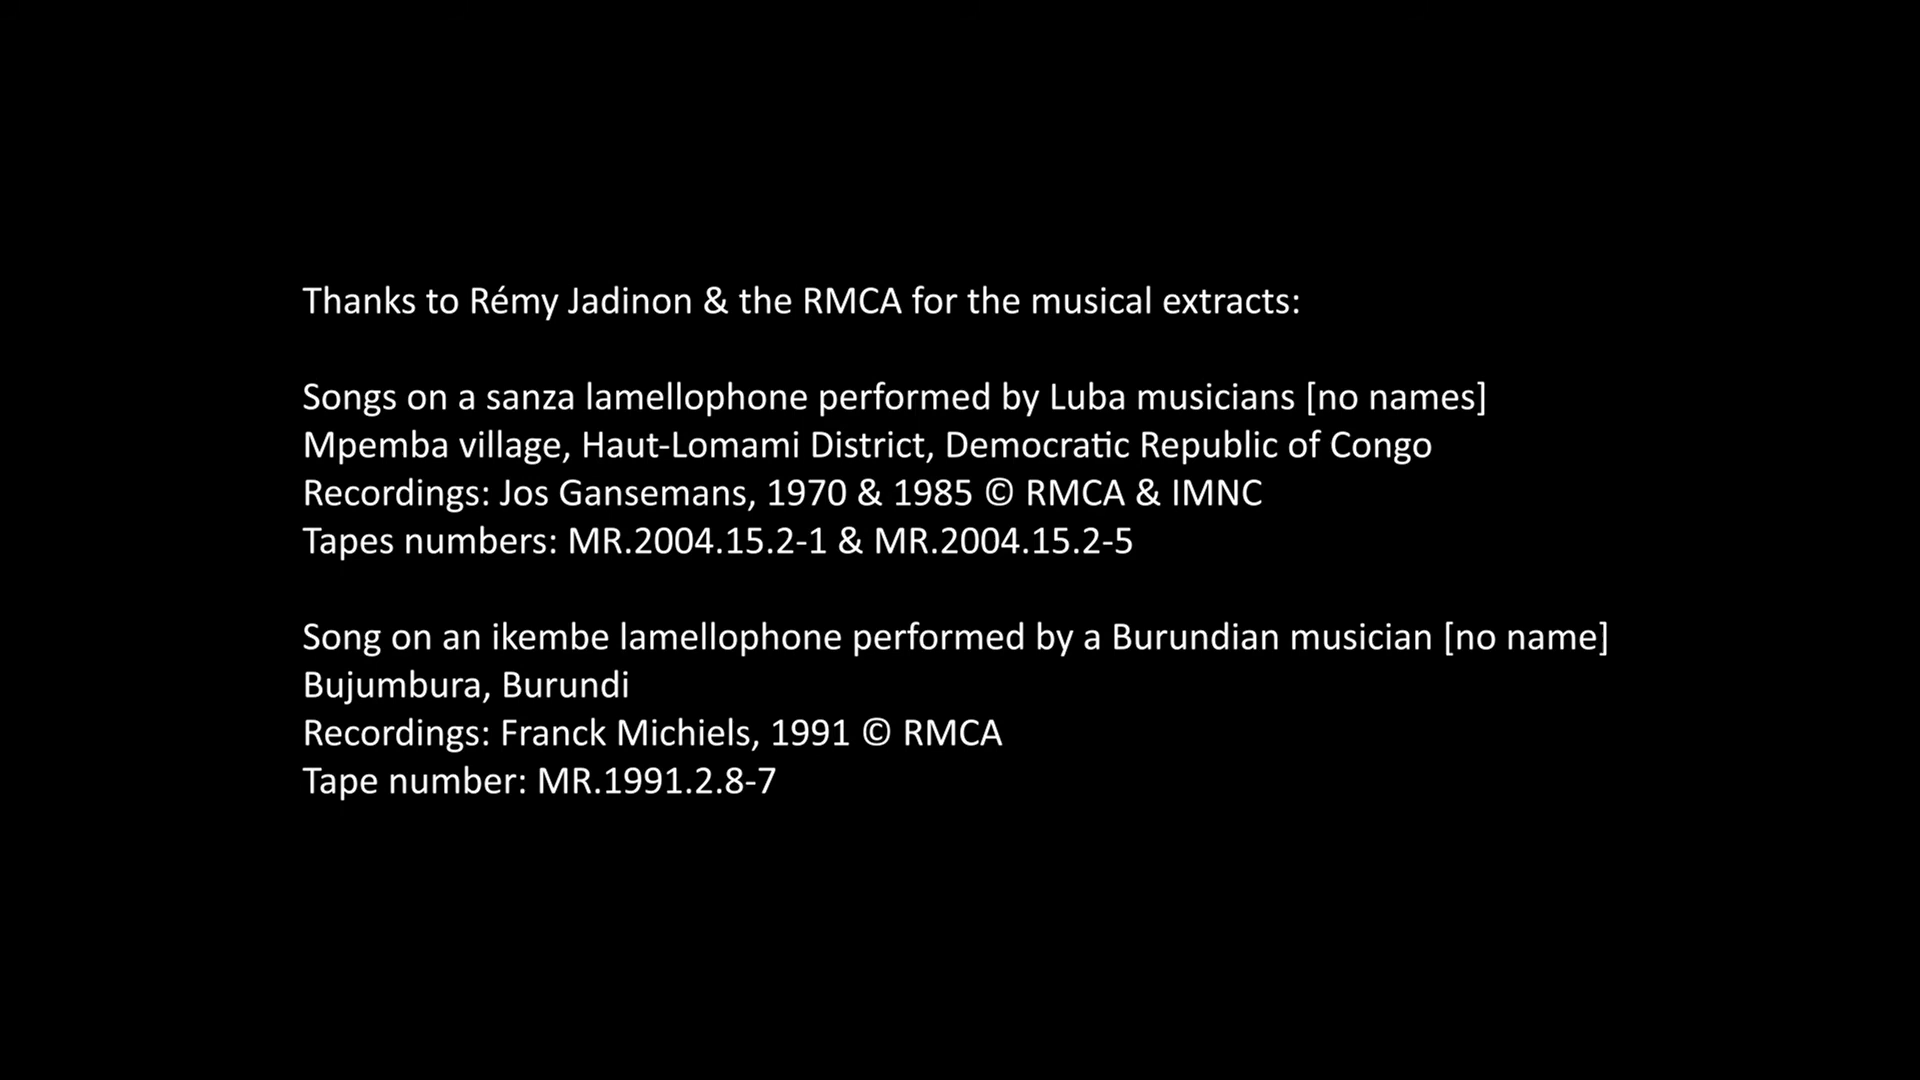 Thanks to Rémy Jadinon & the RMCA for the musical extracts:
Songs on a sanza lamellophone performed by Luba musicians [no names]
Mpemba village, Haut-Lomami District, Democratic Republic of Congo
Recordings: Jos Gansemans, 1970 & 1985 © RMCA & IMNC
Tapes numbers: MR.2004.15.2-1 & MR.2004.15.2-5
Song on an ikembe lamellophone performed by a Burundian musician [no name]
Bujumbura, Burundi
Recordings: Franck Michiels, 1991 © RMCA
Tape number: MR.1991.2.8-7